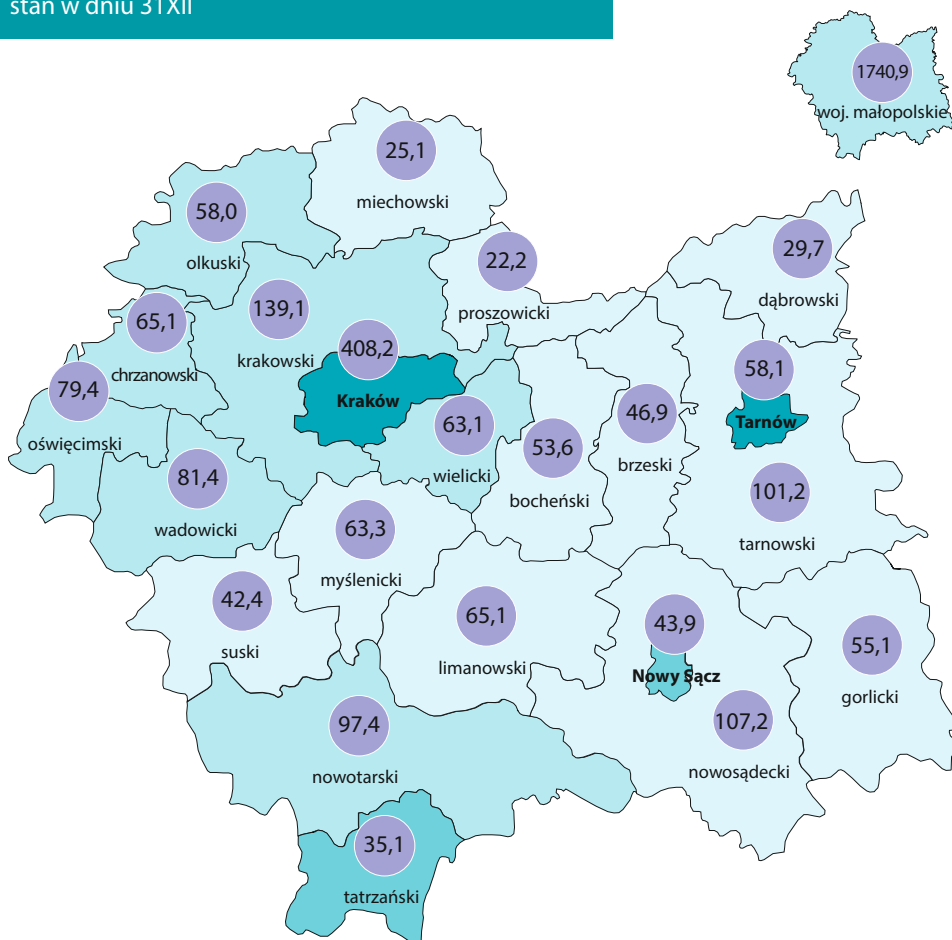 stan w dniu 31XII
1740,9
woj. małopolskie
25,1
miechowski
58,0
olkuski
22,2
proszowicki
29,7
dąbrowski
139,1
krakowski
65,1
chrzanowski
408,2
Kraków
58,1
Tarnów
79,4
oświęcimski
63,1
wielicki
46,9
brzeski
53,6
bocheński
81,4
wadowicki
101,2
tarnowski
63,3
myślenicki
42,4
suski
65,1
limanowski
43,9
Nowy Sącz
55,1
gorlicki
97,4
nowotarski
107,2
nowosądecki
35,1
tatrzański